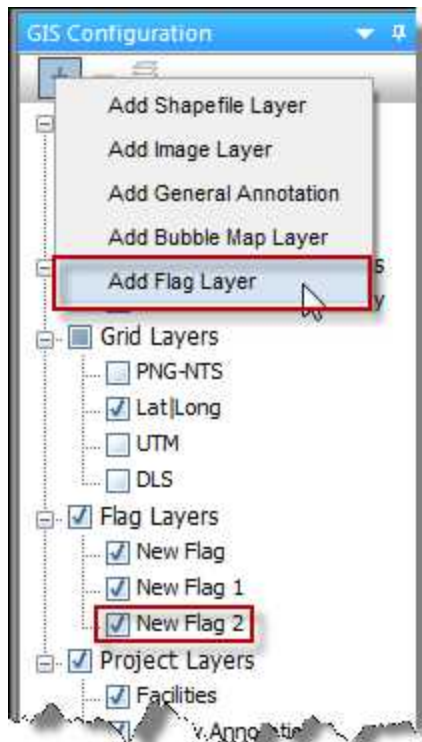 GIS Configuration
Add Shapefile Layer
Add Image Layer
Add General Annotation
Add Bubble Map Layer
Add Flag Layer
s
y
Grid Layers
PNG-NTS
Lat|Long
UTM
DLS
Flag Layers
New Flag
New Flag 1
New Flag 2
Project Layers
Facilities